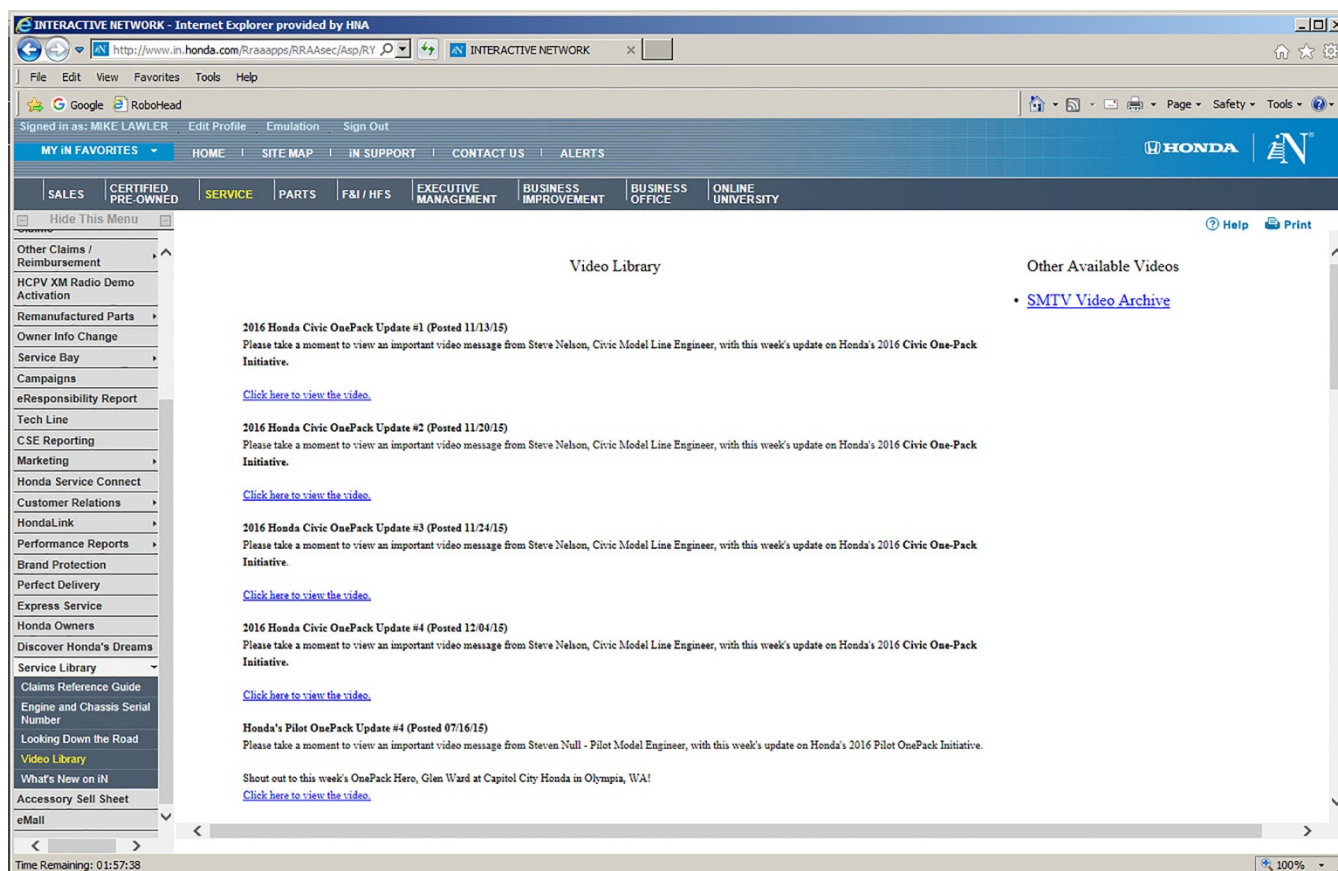 INTERACTIVE NETWORK - Internet Explorer provided by HNA
http://www.in.honda.com/Rraaapps/RRAAsec/Asp/RY
INTERACTIVE NETWORK
File Edit View Favorites Tools Help
Google RoboHead
Page Safety Tools
Signed in as: MIKE LAWLER Edit Profile Emulation Sign Out
MY iN FAVORITES HOME SITE MAP iN SUPPORT CONTACT US ALERTS
HONDA iN
SALES CERTIFIED PRE-OWNED SERVICE PARTS F&I / HFS EXECUTIVE MANAGEMENT BUSINESS IMPROVEMENT BUSINESS OFFICE ONLINE UNIVERSITY
Hide This Menu
Help Print
Other Claims /
Reimbursement
HCPV XM Radio Demo
Activation
Remanufactured Parts
Owner Info Change
Service Bay
Campaigns
eResponsibility Report
Tech Line
CSE Reporting
Marketing
Honda Service Connect
Customer Relations
HondaLink
Performance Reports
Brand Protection
Perfect Delivery
Express Service
Honda Owners
Discover Honda's Dreams
Service Library
Claims Reference Guide
Engine and Chassis Serial
Number
Looking Down the Road
Video Library
What's New on iN
Accessory Sell Sheet
eMall
Video Library
2016 Honda Civic OnePack Update #1 (Posted 11/13/15)
Please take a moment to view an important video message from Steve Nelson, Civic Model Line Engineer, with this week's update on Honda's 2016 Civic One-Pack
Initiative.
Click here to view the video.
2016 Honda Civic OnePack Update #2 (Posted 11/20/15)
Please take a moment to view an important video message from Steve Nelson, Civic Model Line Engineer, with this week's update on Honda's 2016 Civic One-Pack
Initiative.
Click here to view the video.
2016 Honda Civic OnePack Update #3 (Posted 11/24/15)
Please take a moment to view an important video message from Steve Nelson, Civic Model Line Engineer, with this week's update on Honda's 2016 Civic One-Pack
Initiative.
Click here to view the video.
2016 Honda Civic OnePack Update #4 (Posted 12/04/15)
Please take a moment to view an important video message from Steve Nelson, Civic Model Line Engineer, with this week's update on Honda's 2016 Civic One-Pack
Initiative.
Click here to view the video.
Honda's Pilot OnePack Update #4 (Posted 07/16/15)
Please take a moment to view an important video message from Steven Null - Pilot Model Engineer, with this week's update on Honda's 2016 Pilot OnePack Initiative.
Shout out to this week's OnePack Hero, Glen Ward at Capitol City Honda in Olympia, WA!
Click here to view the video.
Other Available Videos
• SMTV Video Archive
Time Remaining: 01:57:38
100%